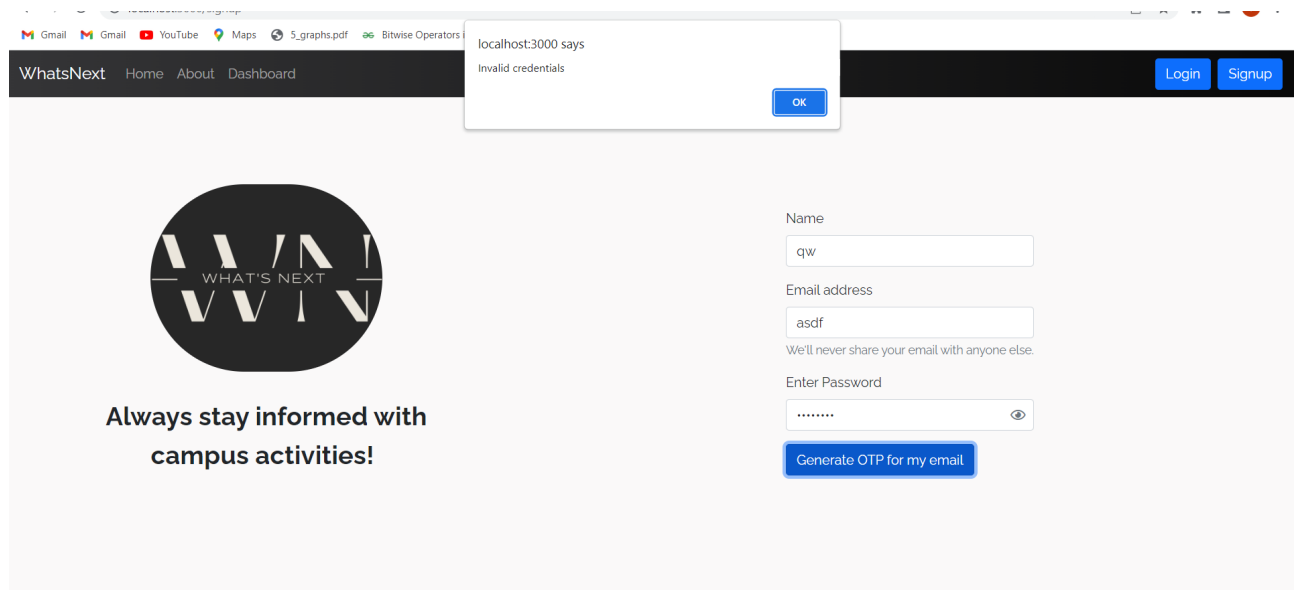 Gmail
Gmail
YouTube
Maps
5_graphs.pdf
Bitwise Operators i
localhost:3000 says
Invalid credentials
OK
WhatsNext
Home
About
Dashboard
Login
Signup
WN
WHAT'S NEXT
Always stay informed with
campus activities!
Name
qw
Email address
asdf
We'll never share your email with anyone else.
Enter Password
Generate OTP for my email